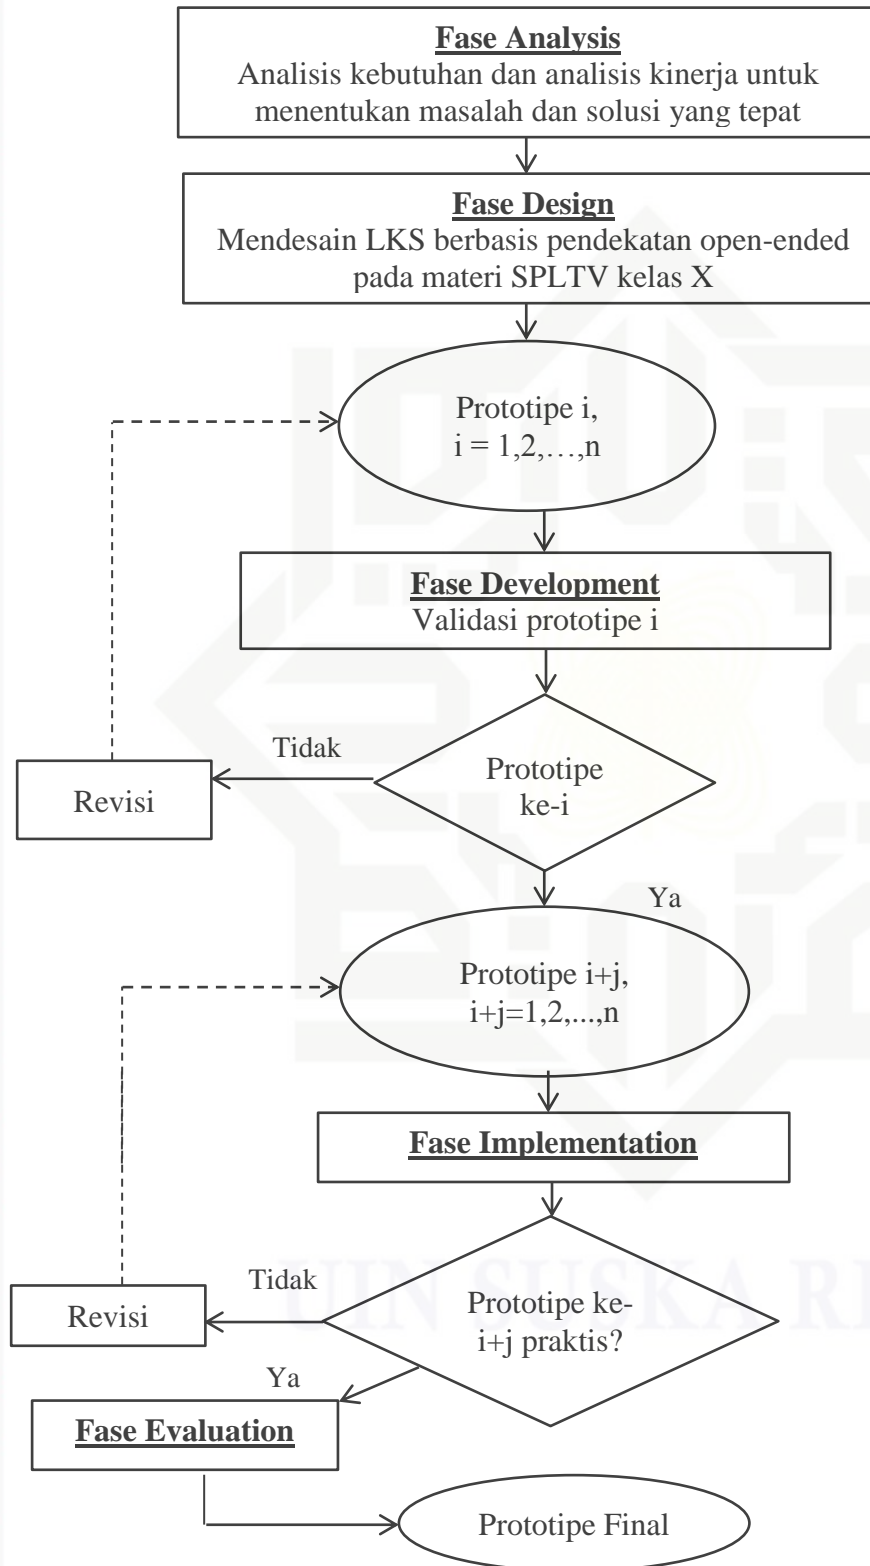 Fase Analysis
Analisis kebutuhan dan analisis kinerja untuk
menentukan masalah dan solusi yang tepat
Fase Design
Mendesain LKS berbasis pendekatan open-ended
pada materi SPLTV kelas X
Prototipe i,
i = 1,2,…,n
Fase Development
Validasi prototipe i
Tidak
Prototipe
ke-i
Revisi
Ya
Prototipe i+j,
i+j=1,2,...,n
Fase Implementation
Tidak
Prototipe ke-
i+j praktis?
Revisi
Ya
Fase Evaluation
Prototipe Final
UIN SUSKA